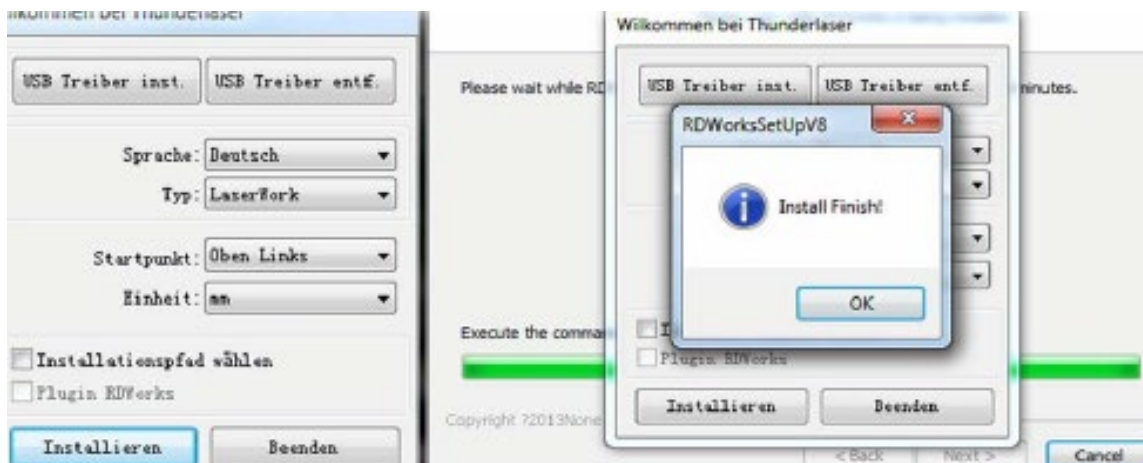 Willkommen bei Thunderlaser
USB Treiber inst.
USB Treiber entf.
Sprache: Deutsch
Typ: LaserWork
Startpunkt: Oben Links
Einheit: mm
Installationspfad wählen
Plugin RDWorks
Installieren
Beenden
Please wait while RD
minutes.
Execute the comman
Copyright ?2013None
< Back
Next >
Cancel
Willkommen bei Thunderlaser
USB Treiber inst.
USB Treiber entf.
RDWorksSetUpV8
Install Finish!
OK
I
Plugin RDWorks
Installieren
Beenden